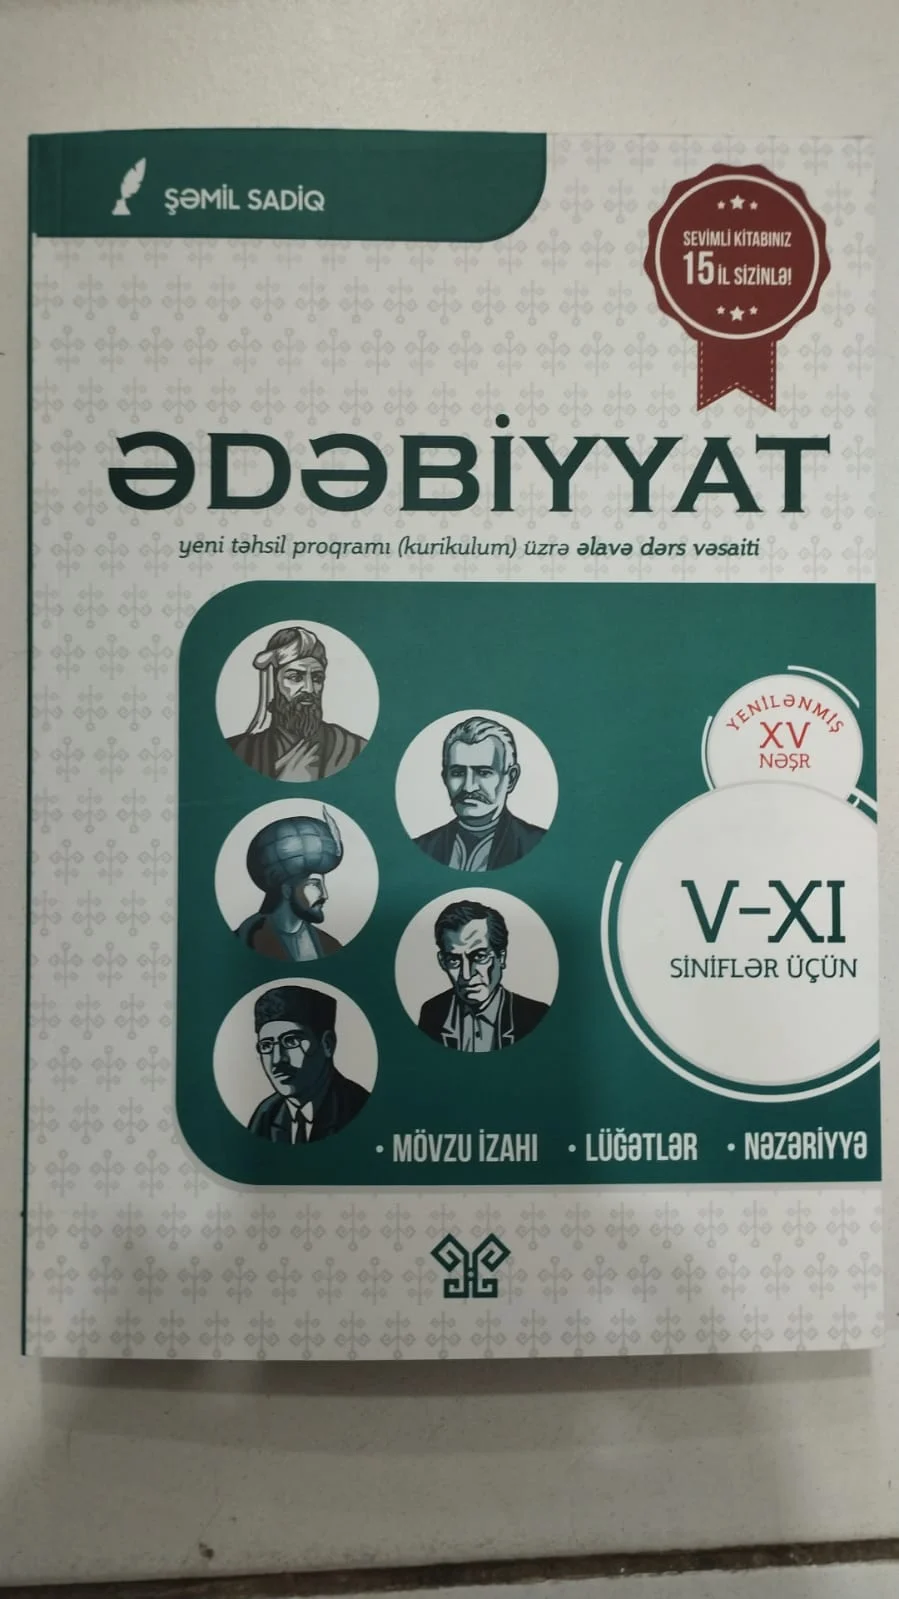 ŞƏMİL SADİQ
SEVİMLİ KİTABINIZ
15 İL SİZİNLƏ!
ƏDƏBİYYAT
yeni təhsil proqramı (kurikulum) üzrə əlavə dərs vəsaiti
YENİLƏNMİŞ
XV
NƏŞR
V-XI
SİNİFLƏR ÜÇÜN
• MÖVZU İZAHI • LÜĞƏTLƏR • NƏZƏRİYYƏ